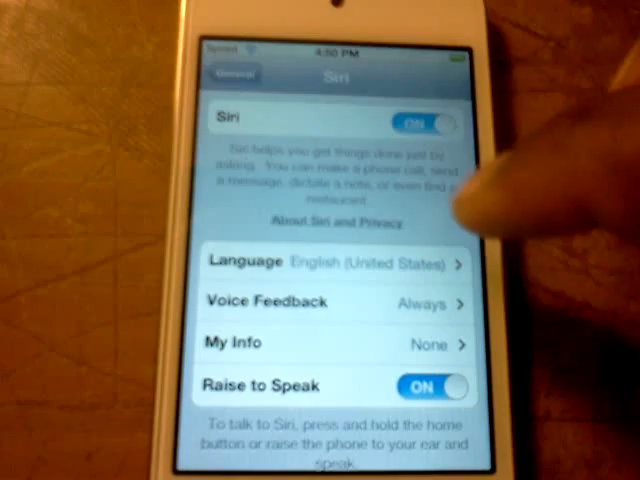 Sprint 4:50 PM
General Siri
Siri ON
Siri helps you get things done just by
asking. You can make a phone call, send
a message, dictate a note, or even find a
restaurant.
About Siri and Privacy
Language English (United States)
Voice Feedback Always
My Info None
Raise to Speak ON
To talk to Siri, press and hold the home
button or raise the phone to your ear and
speak.